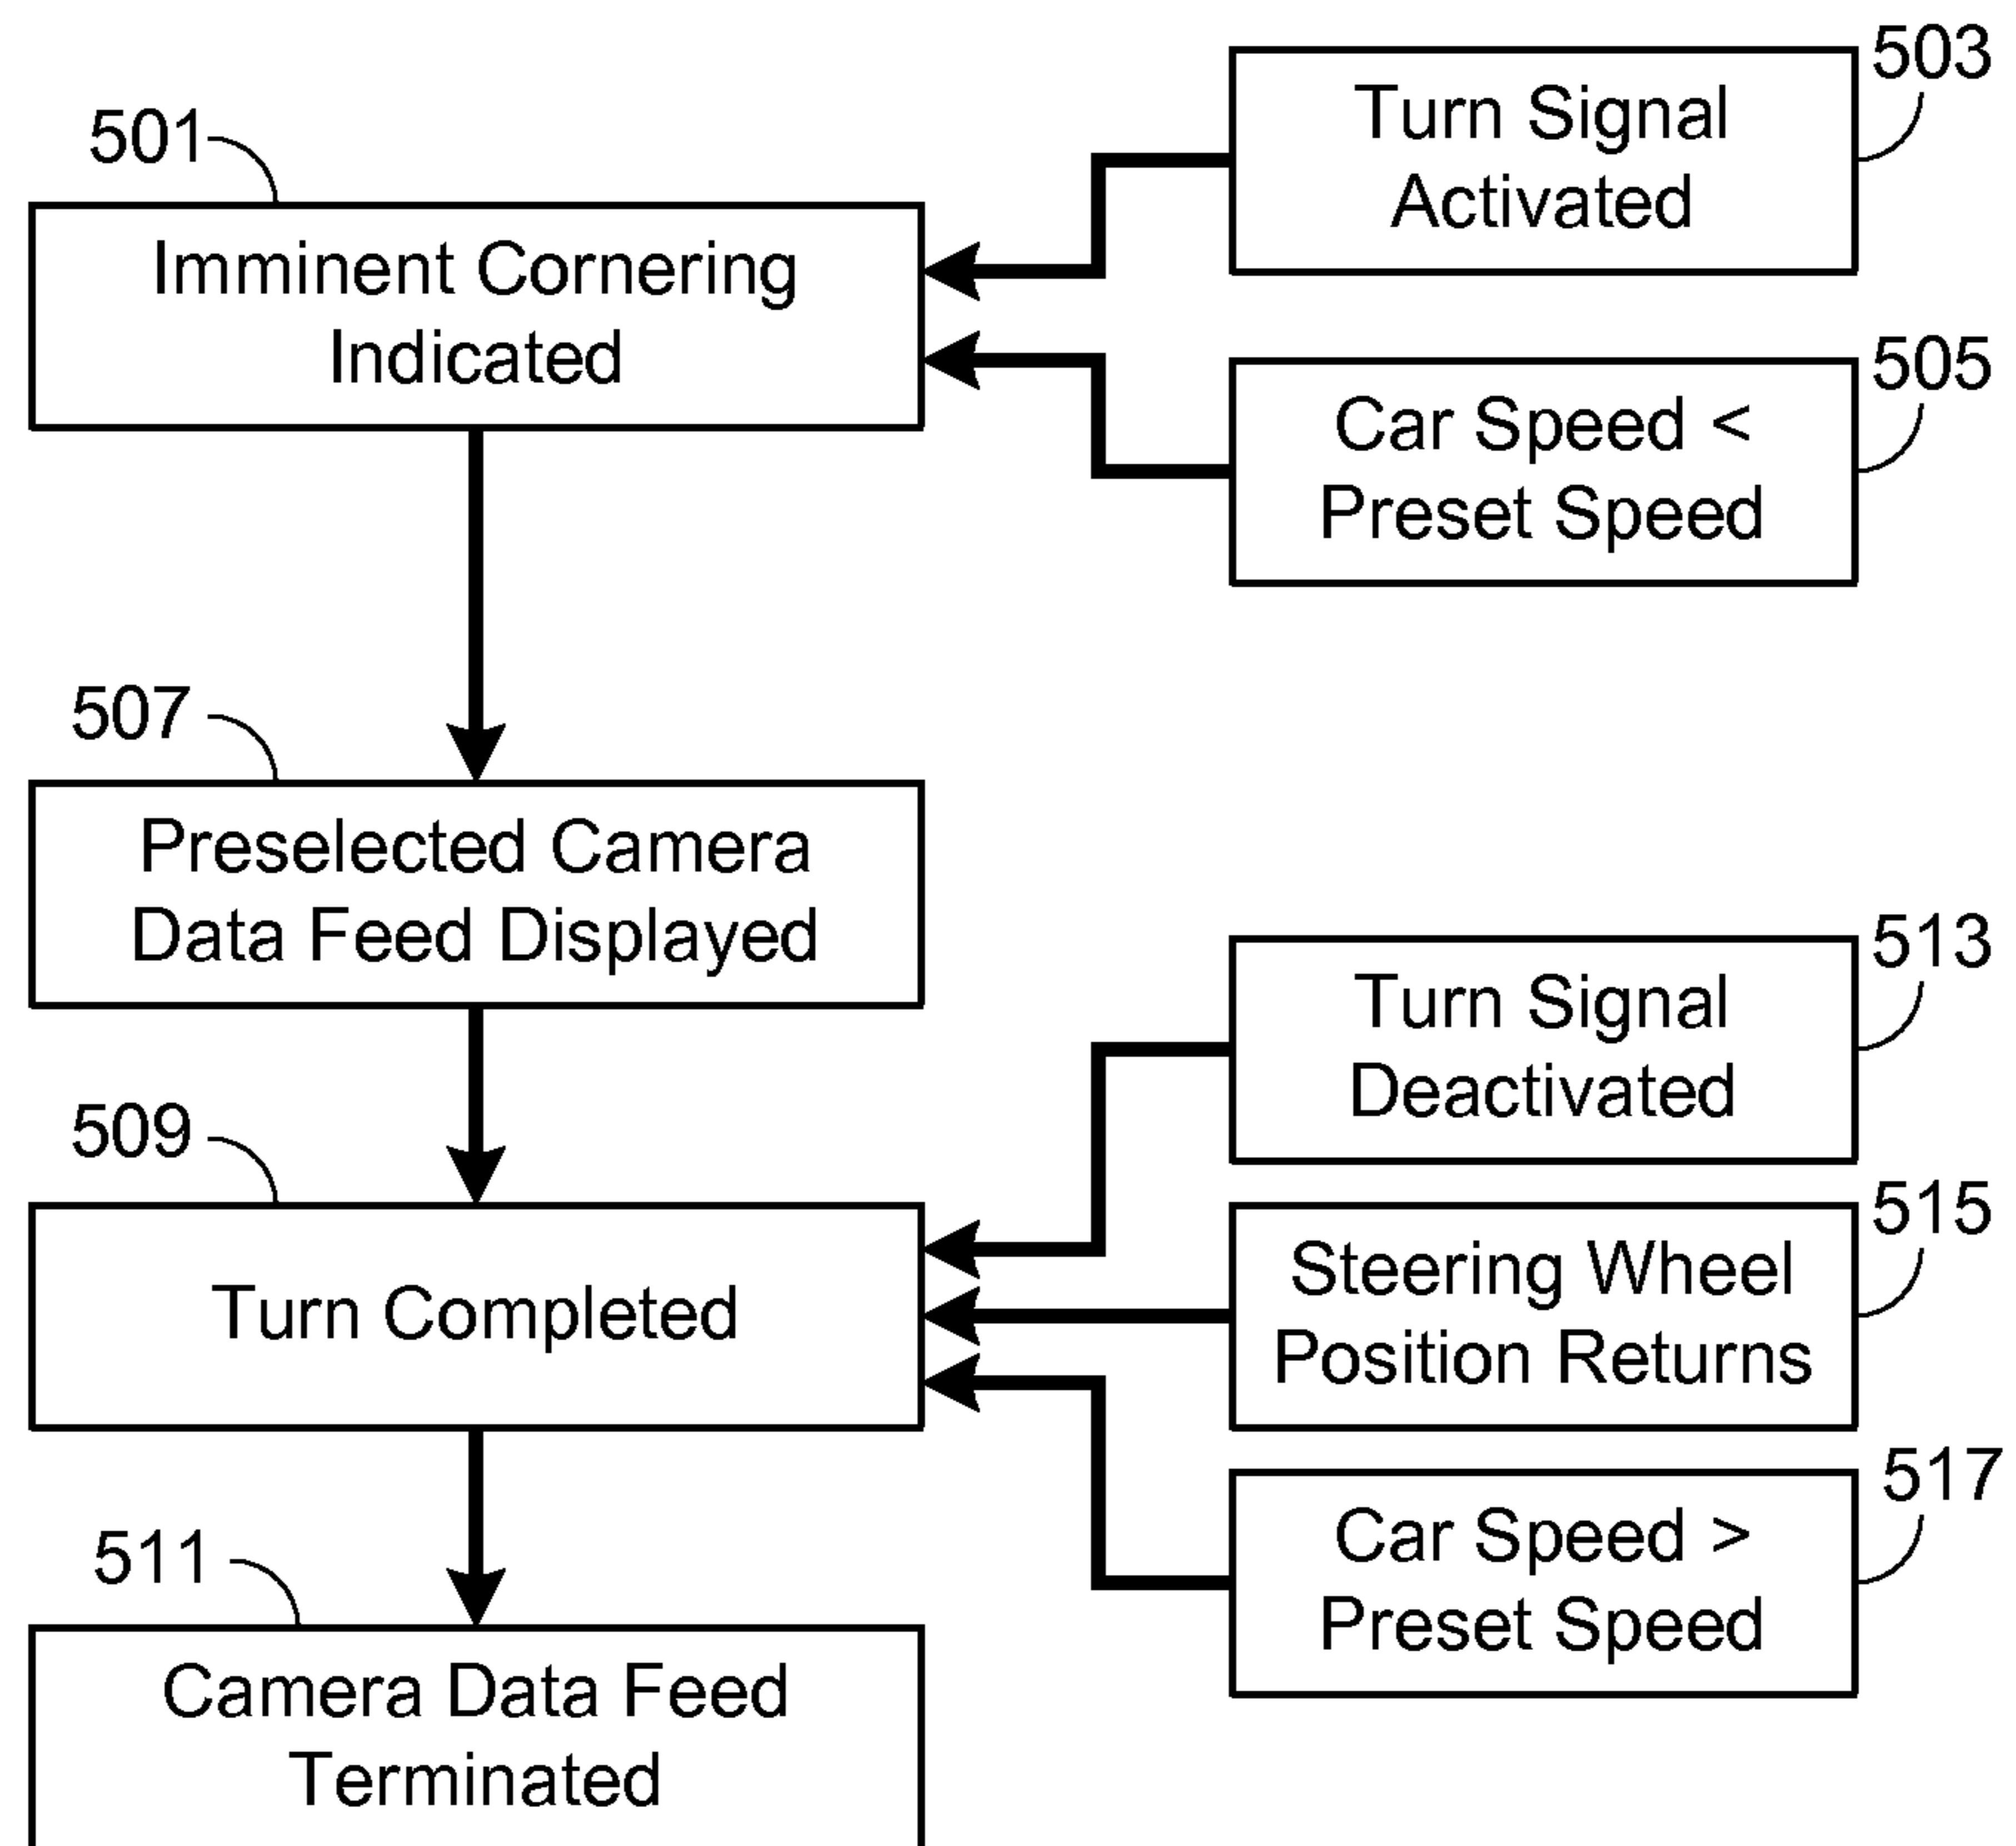 503
Turn Signal
Activated
501
Imminent Cornering
Indicated
505
Car Speed <
Preset Speed
507
Preselected Camera
Data Feed Displayed
513
Turn Signal
Deactivated
509
Turn Completed
515
Steering Wheel
Position Returns
517
Car Speed >
Preset Speed
511
Camera Data Feed
Terminated